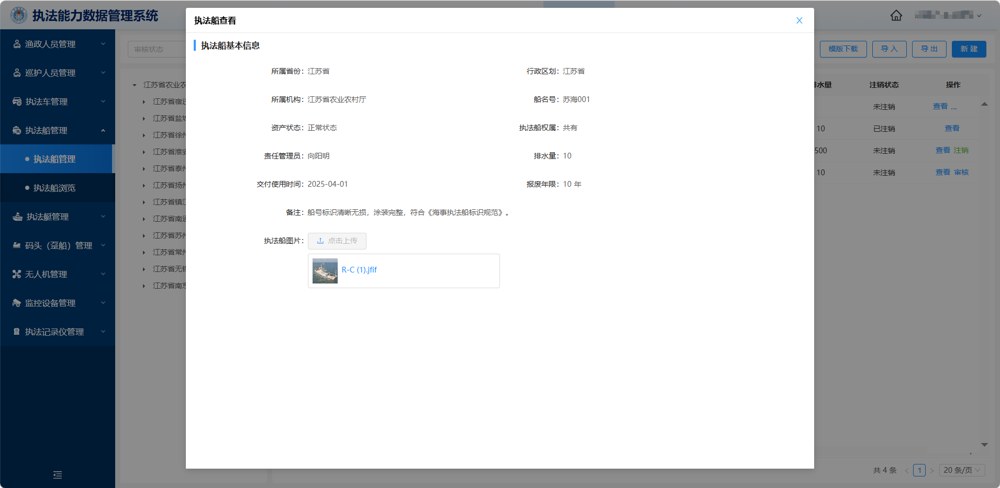 执法能力数据管理系统
渔政人员管理
巡护人员管理
执法车管理
执法船管理
执法船管理
执法船浏览
执法艇管理
码头（趸船）管理
无人机管理
监控设备管理
执法记录仪管理
审核状态
模版下载
导 入
导 出
新 建
江苏省农业农
江苏省宿迁
江苏省盐城
江苏省徐州
江苏省淮安
江苏省泰州
江苏省扬州
江苏省镇江
江苏省南通
江苏省苏州
江苏省常州
江苏省无锡
江苏省南京
执法船查看
X
执法船基本信息
所属省份： 江苏省
行政区划： 江苏省
所属机构： 江苏省农业农村厅
船名号： 苏海001
资产状态： 正常状态
执法船权属： 共有
责任管理员： 向阳明
排水量： 10
交付使用时间： 2025-04-01
报废年限： 10 年
备注： 船号标识清晰无损，涂装完整，符合《海事执法船标识规范》。
执法船图片： 点击上传
R-C (1).jfif
排水量 注销状态 操作
未注销 查看 ...
10 已注销 查看
500 未注销 查看 注销
10 未注销 查看 审核
共 4 条 < 1 > 20 条/页